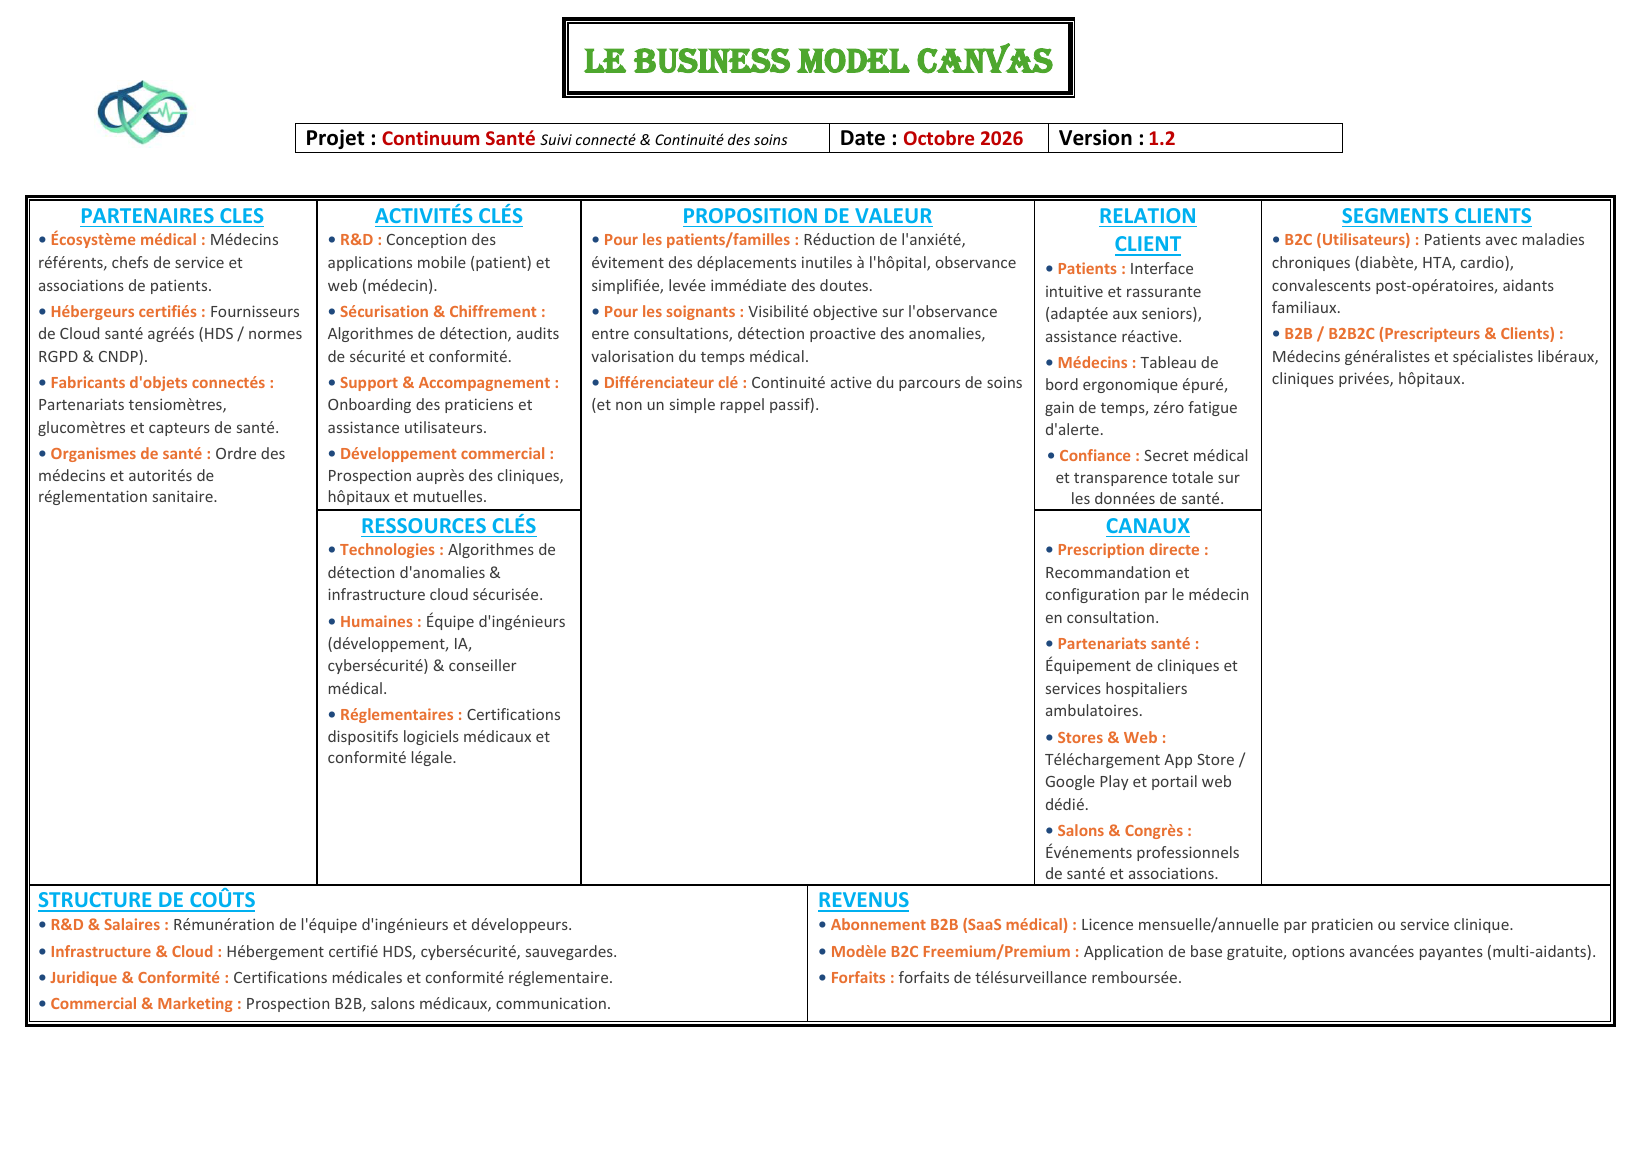 LE BUSINESS MODEL CANVAS
Projet : Continuum Santé Suivi connecté & Continuité des soins
Date : Octobre 2026
Version : 1.2
PARTENAIRES CLES
• Écosystème médical : Médecins
référents, chefs de service et
associations de patients.
• Hébergeurs certifiés : Fournisseurs
de Cloud santé agréés (HDS / normes
RGPD & CNDP).
• Fabricants d'objets connectés :
Partenariats tensiomètres,
glucomètres et capteurs de santé.
• Organismes de santé : Ordre des
médecins et autorités de
réglementation sanitaire.
ACTIVITÉS CLÉS
• R&D : Conception des
applications mobile (patient) et
web (médecin).
• Sécurisation & Chiffrement :
Algorithmes de détection, audits
de sécurité et conformité.
• Support & Accompagnement :
Onboarding des praticiens et
assistance utilisateurs.
• Développement commercial :
Prospection auprès des cliniques,
hôpitaux et mutuelles.
RESSOURCES CLÉS
• Technologies : Algorithmes de
détection d'anomalies &
infrastructure cloud sécurisée.
• Humaines : Équipe d'ingénieurs
(développement, IA,
cybersécurité) & conseiller
médical.
• Réglementaires : Certifications
dispositifs logiciels médicaux et
conformité légale.
PROPOSITION DE VALEUR
• Pour les patients/familles : Réduction de l'anxiété,
évitement des déplacements inutiles à l'hôpital, observance
simplifiée, levée immédiate des doutes.
• Pour les soignants : Visibilité objective sur l'observance
entre consultations, détection proactive des anomalies,
valorisation du temps médical.
• Différenciateur clé : Continuité active du parcours de soins
(et non un simple rappel passif).
RELATION
CLIENT
• Patients : Interface
intuitive et rassurante
(adaptée aux seniors),
assistance réactive.
• Médecins : Tableau de
bord ergonomique épuré,
gain de temps, zéro fatigue
d'alerte.
• Confiance : Secret médical
et transparence totale sur
les données de santé.
CANAUX
• Prescription directe :
Recommandation et
configuration par le médecin
en consultation.
• Partenariats santé :
Équipement de cliniques et
services hospitaliers
ambulatoires.
• Stores & Web :
Téléchargement App Store /
Google Play et portail web
dédié.
• Salons & Congrès :
Événements professionnels
de santé et associations.
SEGMENTS CLIENTS
• B2C (Utilisateurs) : Patients avec maladies
chroniques (diabète, HTA, cardio),
convalescents post-opératoires, aidants
familiaux.
• B2B / B2B2C (Prescripteurs & Clients) :
Médecins généralistes et spécialistes libéraux,
cliniques privées, hôpitaux.
STRUCTURE DE COÛTS
• R&D & Salaires : Rémunération de l'équipe d'ingénieurs et développeurs.
• Infrastructure & Cloud : Hébergement certifié HDS, cybersécurité, sauvegardes.
• Juridique & Conformité : Certifications médicales et conformité réglementaire.
• Commercial & Marketing : Prospection B2B, salons médicaux, communication.
REVENUS
• Abonnement B2B (SaaS médical) : Licence mensuelle/annuelle par praticien ou service clinique.
• Modèle B2C Freemium/Premium : Application de base gratuite, options avancées payantes (multi-aidants).
• Forfaits : forfaits de télésurveillance remboursée.